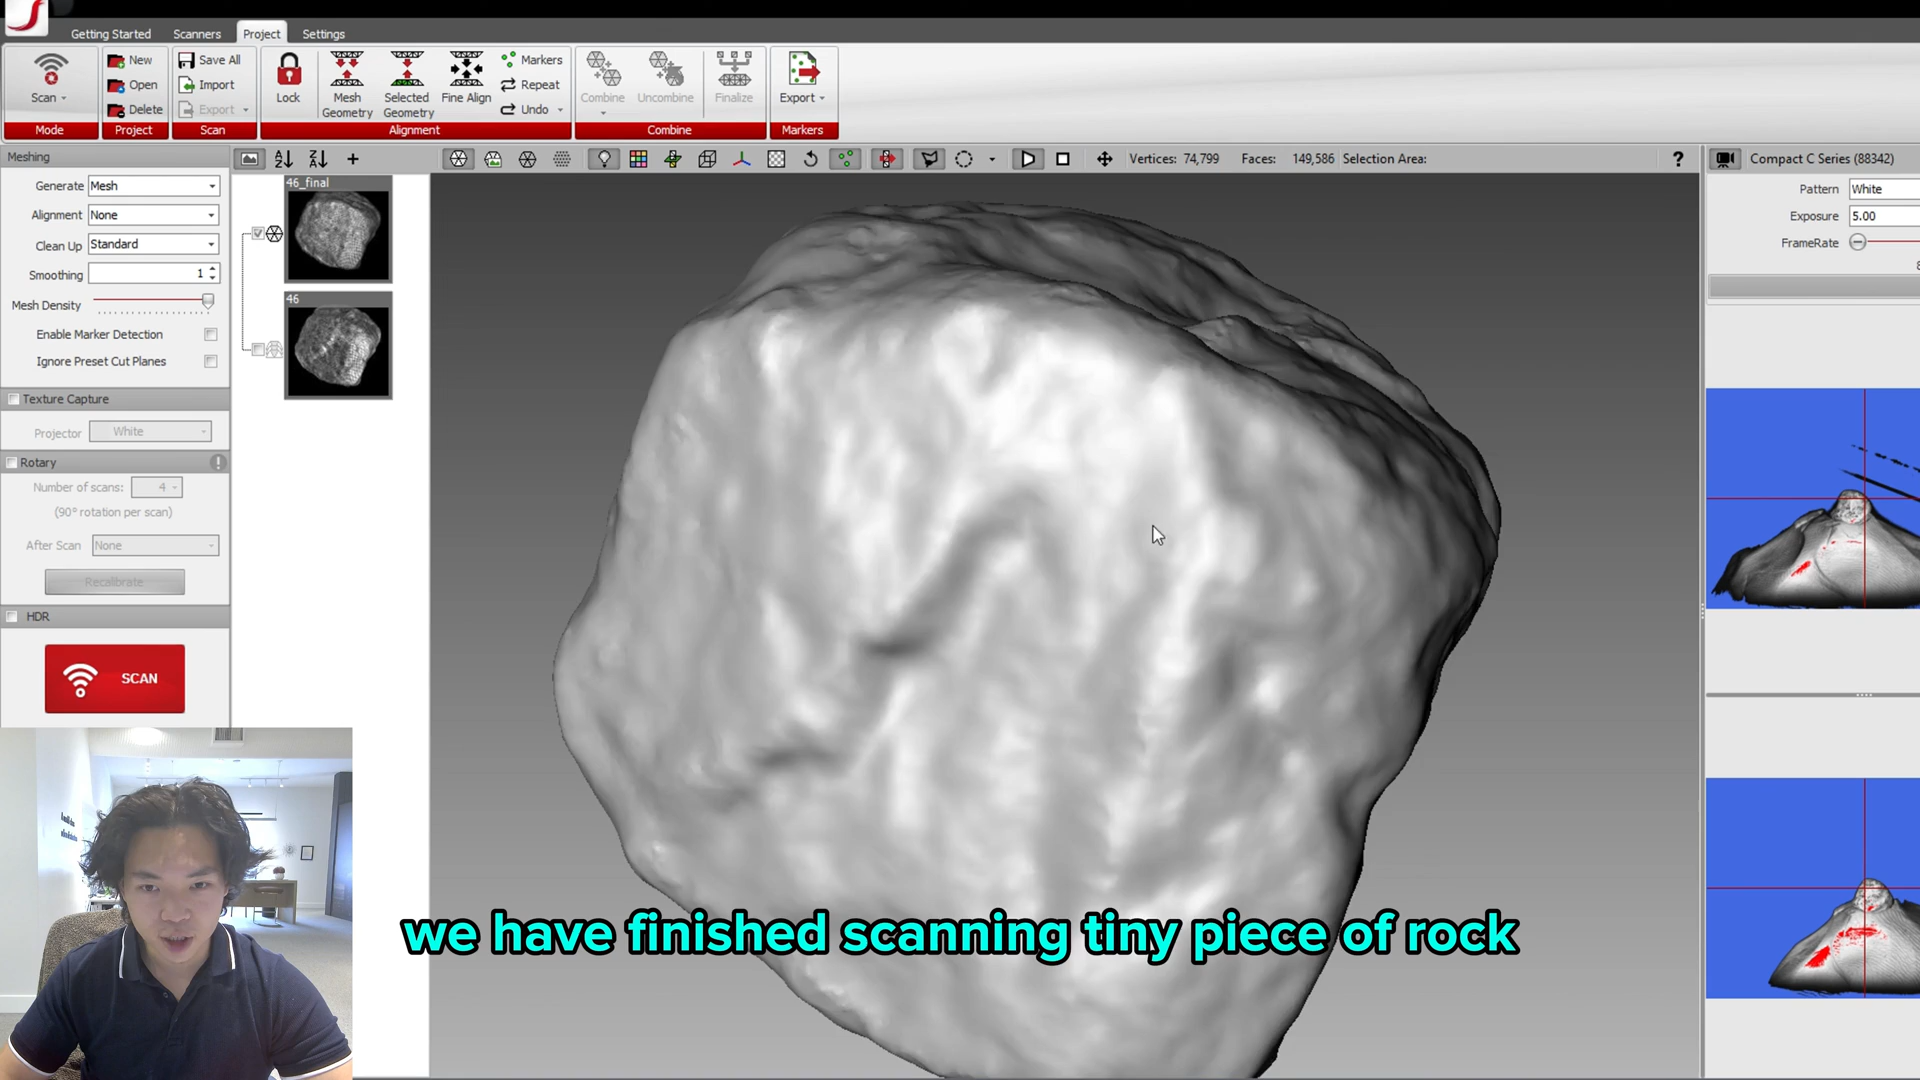 Getting Started Scanners Project Settings
Scan
Mode
New
Open
Delete
Project
Save All
Import
Export
Scan
Lock
Mesh Geometry
Selected Geometry
Fine Align
Markers
Repeat
Undo
Alignment
Combine
Uncombine
Finalize
Combine
Export
Markers
Meshing
Generate Mesh
Alignment None
Clean Up Standard
Smoothing 1
Mesh Density
Enable Marker Detection
Ignore Preset Cut Planes
Texture Capture
Projector White
Rotary
Number of scans: 4
(90° rotation per scan)
After Scan None
Recalibrate
HDR
SCAN
46_final
46
Vertices: 74,799 Faces: 149,586 Selection Area:
?
Compact C Series (88342)
Pattern White
Exposure 5.00
FrameRate
we have finished scanning tiny piece of rock